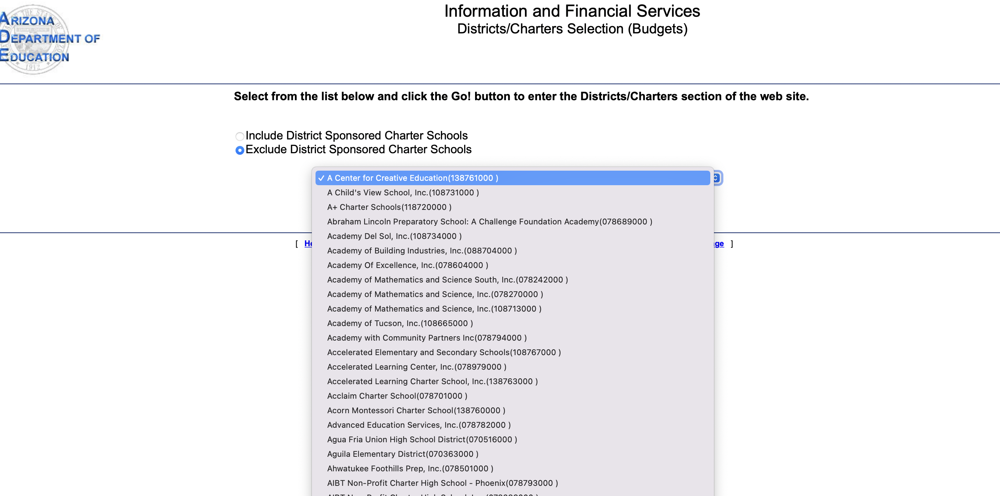 ARIZONA
DEPARTMENT OF
EDUCATION
1912
Information and Financial Services
Districts/Charters Selection (Budgets)
Select from the list below and click the Go! button to enter the Districts/Charters section of the web site.
Include District Sponsored Charter Schools
Exclude District Sponsored Charter Schools
✓ A Center for Creative Education(138761000 )
A Child's View School, Inc.(108731000 )
A+ Charter Schools(118720000 )
Abraham Lincoln Preparatory School: A Challenge Foundation Academy(078689000 )
Academy Del Sol, Inc.(108734000 )
[ ]
Academy of Building Industries, Inc.(088704000 )
Academy Of Excellence, Inc.(078604000 )
Academy of Mathematics and Science South, Inc.(078242000 )
Academy of Mathematics and Science, Inc.(078270000 )
Academy of Mathematics and Science, Inc.(108713000 )
Academy of Tucson, Inc.(108665000 )
Academy with Community Partners Inc(078794000 )
Accelerated Elementary and Secondary Schools(108767000 )
Accelerated Learning Center, Inc.(078979000 )
Accelerated Learning Charter School, Inc.(138763000 )
Acclaim Charter School(078701000 )
Acorn Montessori Charter School(138760000 )
Advanced Education Services, Inc.(078782000 )
Agua Fria Union High School District(070516000 )
Aguila Elementary District(070363000 )
Ahwatukee Foothills Prep, Inc.(078501000 )
AIBT Non-Profit Charter High School - Phoenix(078793000 )